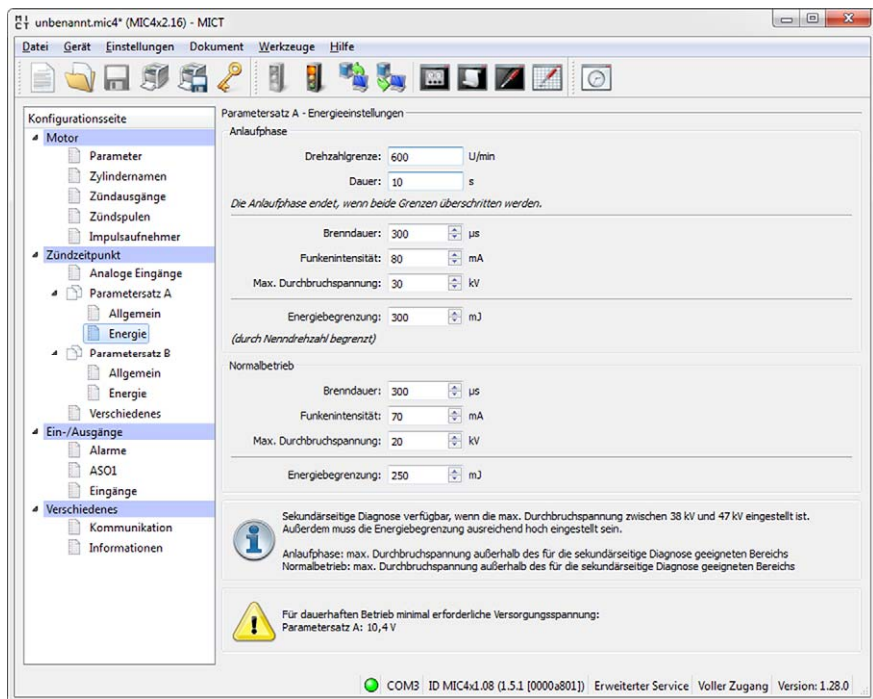 unbenannt.mic4* (MIC4x2.16) - MICT
Datei Gerät Einstellungen Dokument Werkzeuge Hilfe
Konfigurationsseite
Motor
Parameter
Zylindernamen
Zündausgänge
Zündspulen
Impulsaufnehmer
Zündzeitpunkt
Analoge Eingänge
Parametersatz A
Allgemein
Energie
Parametersatz B
Allgemein
Energie
Verschiedenes
Ein-/Ausgänge
Alarme
ASO1
Eingänge
Verschiedenes
Kommunikation
Informationen
Parametersatz A - Energieeinstellungen
Anlaufphase
Drehzahlgrenze: 600 U/min
Dauer: 10 s
Die Anlaufphase endet, wenn beide Grenzen überschritten werden.
Brenndauer: 300 µs
Funkenintensität: 80 mA
Max. Durchbruchspannung: 30 kV
Energiebegrenzung: 300 mJ
(durch Nenndrehzahl begrenzt)
Normalbetrieb
Brenndauer: 300 µs
Funkenintensität: 70 mA
Max. Durchbruchspannung: 20 kV
Energiebegrenzung: 250 mJ
Sekundärseitige Diagnose verfügbar, wenn die max. Durchbruchspannung zwischen 38 kV und 47 kV eingestellt ist.
Außerdem muss die Energiebegrenzung ausreichend hoch eingestellt sein.
Anlaufphase: max. Durchbruchspannung außerhalb des für die sekundärseitige Diagnose geeigneten Bereichs
Normalbetrieb: max. Durchbruchspannung außerhalb des für die sekundärseitige Diagnose geeigneten Bereichs
Für dauerhaften Betrieb minimal erforderliche Versorgungsspannung:
Parametersatz A: 10,4 V
COM3 ID MIC4x1.08 (1.5.1 [0000a801]) Erweiterter Service Voller Zugang Version: 1.28.0